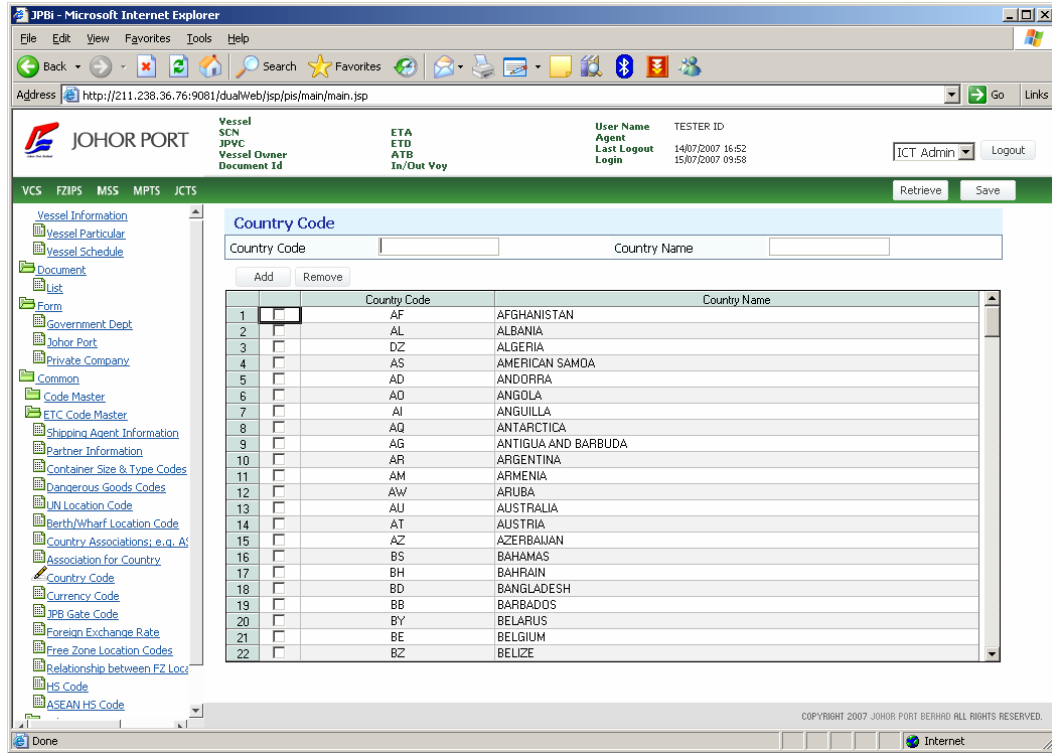 JPBi - Microsoft Internet Explorer
File Edit View Favorites Tools Help
Back Search Favorites
Address http://211.238.36.76:9081/dualWeb/jsp/pis/main/main.jsp Go Links
JOHOR PORT
Vessel
SCN ETA
JPVC ETD
Vessel Owner ATB
Document Id In/Out Voy
User Name TESTER ID
Agent
Last Logout 14/07/2007 16:52
Login 15/07/2007 09:58
ICT Admin Logout
VCS FZIPS MSS MPTS JCTS Retrieve Save
Vessel Information
Vessel Particular
Vessel Schedule
Document
List
Form
Government Dept
Johor Port
Private Company
Common
Code Master
ETC Code Master
Shipping Agent Information
Partner Information
Container Size & Type Codes
Dangerous Goods Codes
UN Location Code
Berth/Wharf Location Code
Country Associations; e.g. AS
Association for Country
Country Code
Currency Code
JPB Gate Code
Foreign Exchange Rate
Free Zone Location Codes
Relationship between FZ Loca
HS Code
ASEAN HS Code
Country Code
Country Code Country Name
Add Remove
Country Code Country Name
1 AF AFGHANISTAN
2 AL ALBANIA
3 DZ ALGERIA
4 AS AMERICAN SAMOA
5 AD ANDORRA
6 AO ANGOLA
7 AI ANGUILLA
8 AQ ANTARCTICA
9 AG ANTIGUA AND BARBUDA
10 AR ARGENTINA
11 AM ARMENIA
12 AW ARUBA
13 AU AUSTRALIA
14 AT AUSTRIA
15 AZ AZERBAIJAN
16 BS BAHAMAS
17 BH BAHRAIN
18 BD BANGLADESH
19 BB BARBADOS
20 BY BELARUS
21 BE BELGIUM
22 BZ BELIZE
COPYRIGHT 2007 JOHOR PORT BERHAD ALL RIGHTS RESERVED.
Done Internet